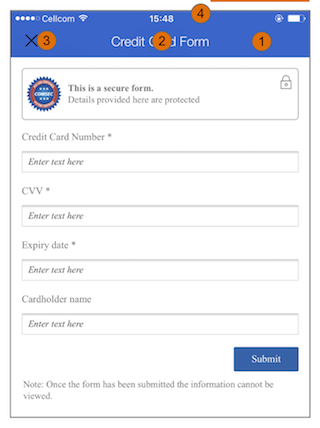 Cellcom 15:48
4
3 Credit C 2 d Form 1
This is a secure form.
COMSEC
Details provided here are protected
Credit Card Number *
Enter text here
CVV *
Enter text here
Expiry date *
Enter text here
Cardholder name
Enter text here
Submit
Note: Once the form has been submitted the information cannot be
viewed.